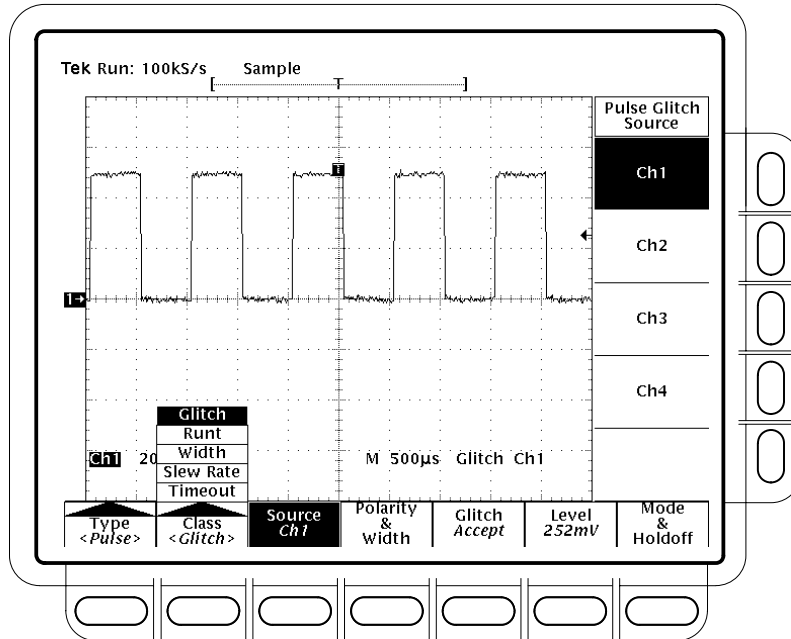 Tek Run: 100kS/s Sample
[ T ]
Pulse Glitch
Source
Ch1
T
Ch2
1→
Ch3
Ch4
Glitch
Runt
Width
Slew Rate
Timeout
Ch1 20 M 500µs Glitch Ch1
Type
<Pulse>
Class
<Glitch>
Source
Ch1
Polarity
&
Width
Glitch
Accept
Level
252mV
Mode
&
Holdoff